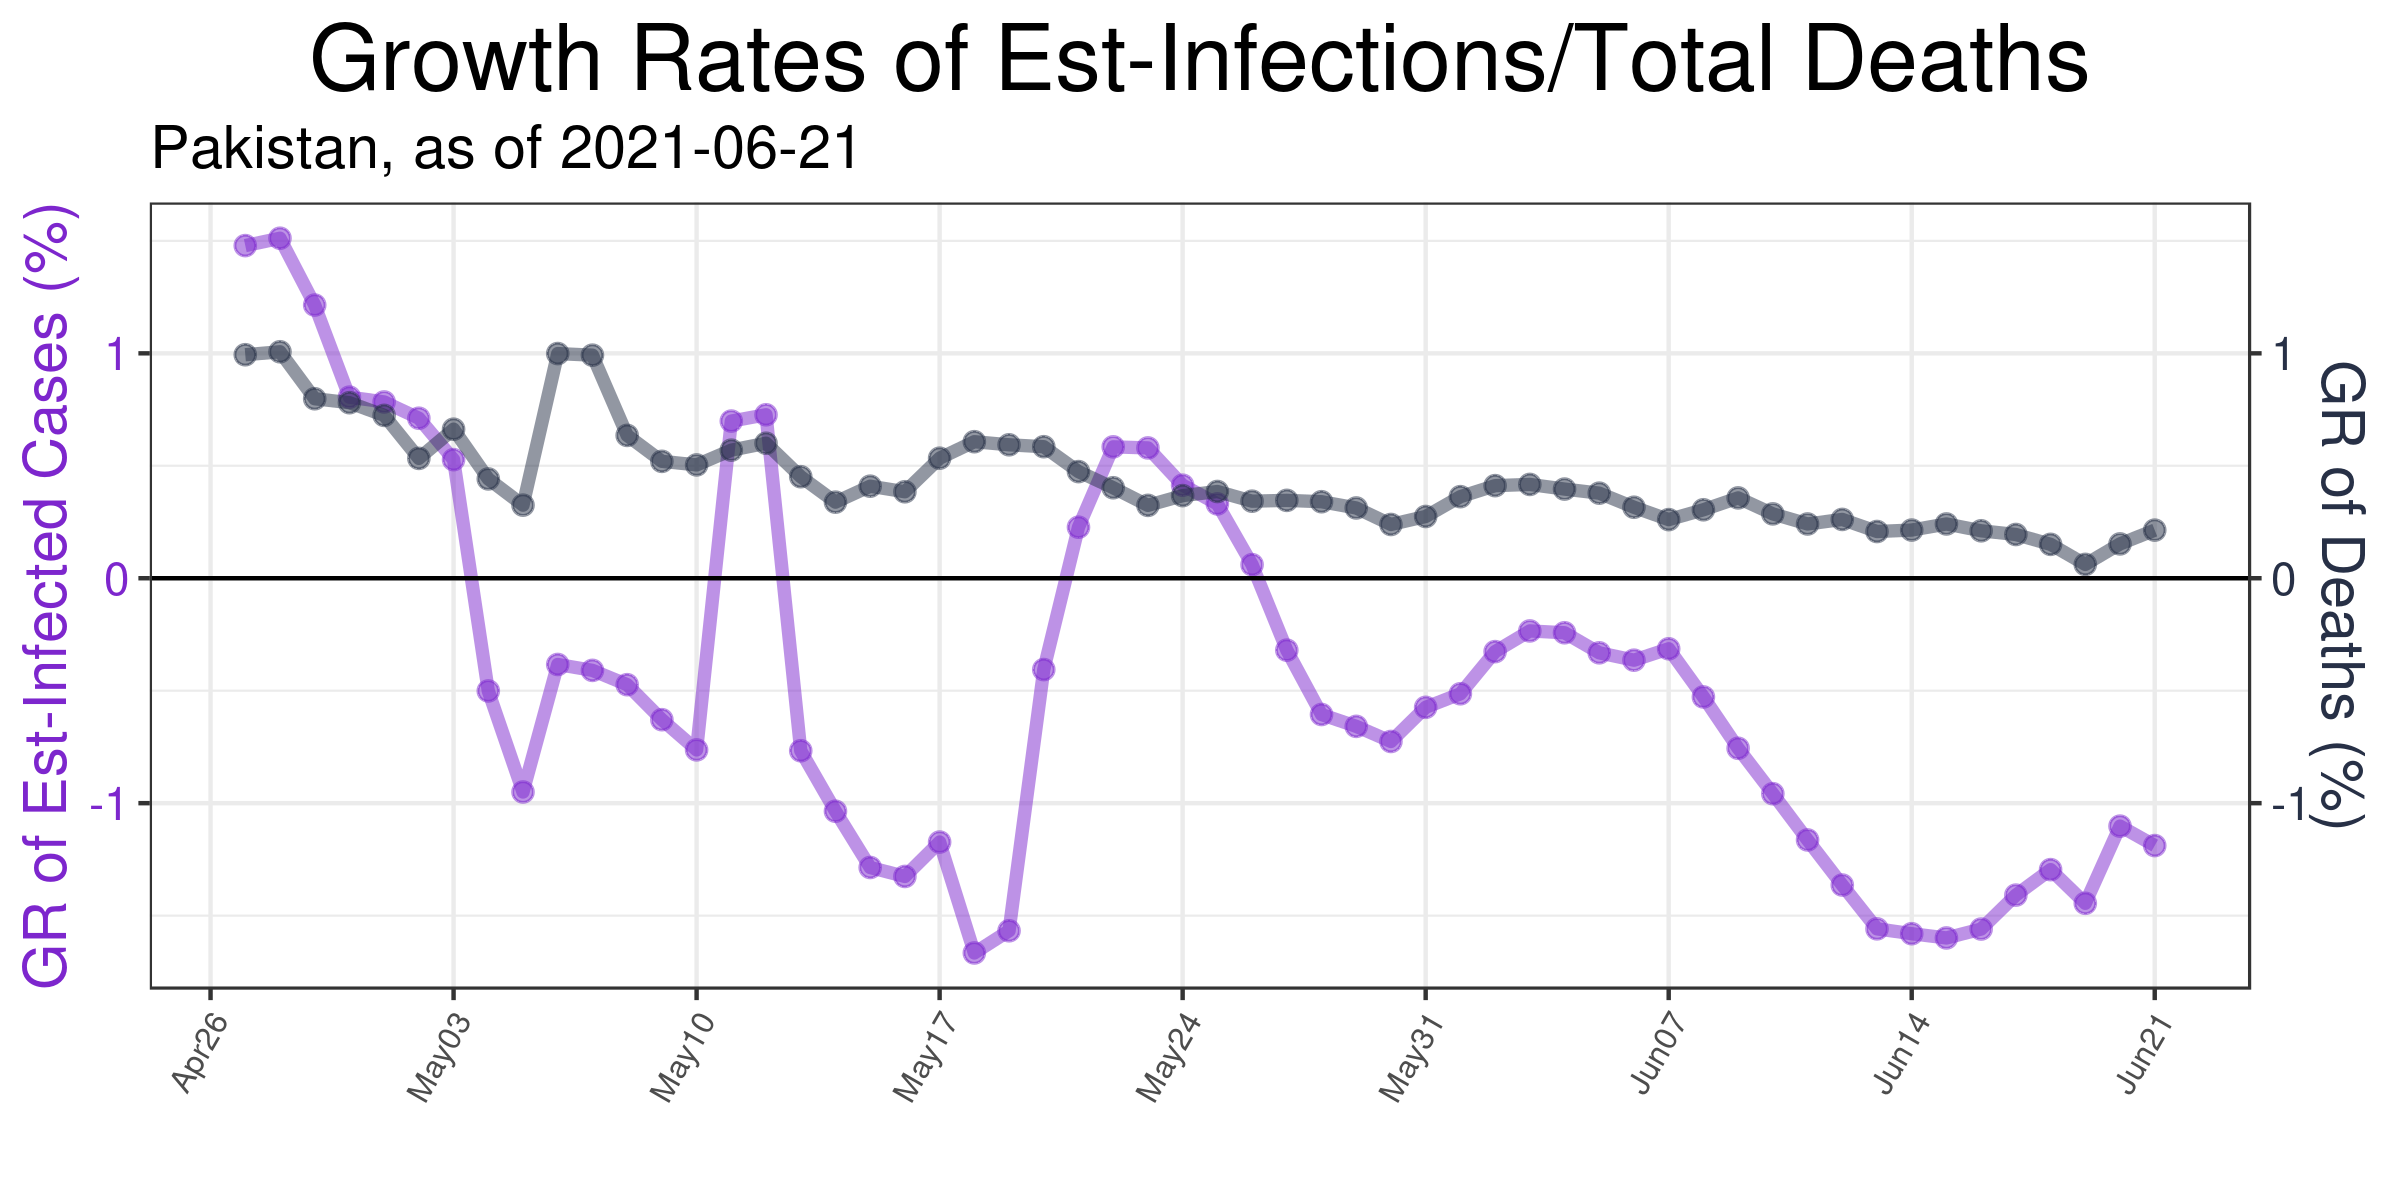 Growth Rates of Est-Infections/Total Deaths
Pakistan, as of 2021-06-21
GR of Est-Infected Cases (%)
1
0
-1
1
0
-1
GR of Deaths (%)
Apr26
May03
May10
May17
May24
May31
Jun07
Jun14
Jun21